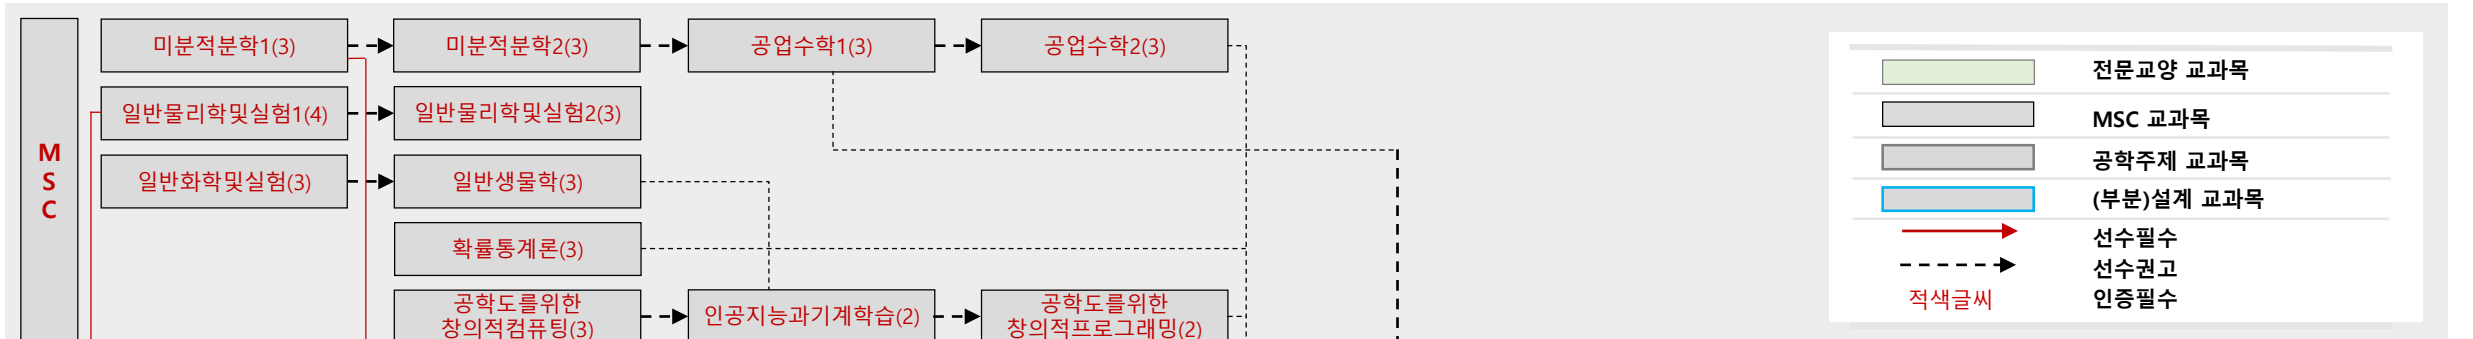 M
S
C
미분적분학1(3)
미분적분학2(3)
공업수학1(3)
공업수학2(3)
일반물리학및실험1(4)
일반물리학및실험2(3)
일반화학및실험(3)
일반생물학(3)
확률통계론(3)
공학도를위한
창의적컴퓨팅(3)
인공지능과기계학습(2)
공학도를위한
창의적프로그래밍(2)
전문교양 교과목
MSC 교과목
공학주제 교과목
(부분)설계 교과목
선수필수
선수권고
적색글씨 인증필수